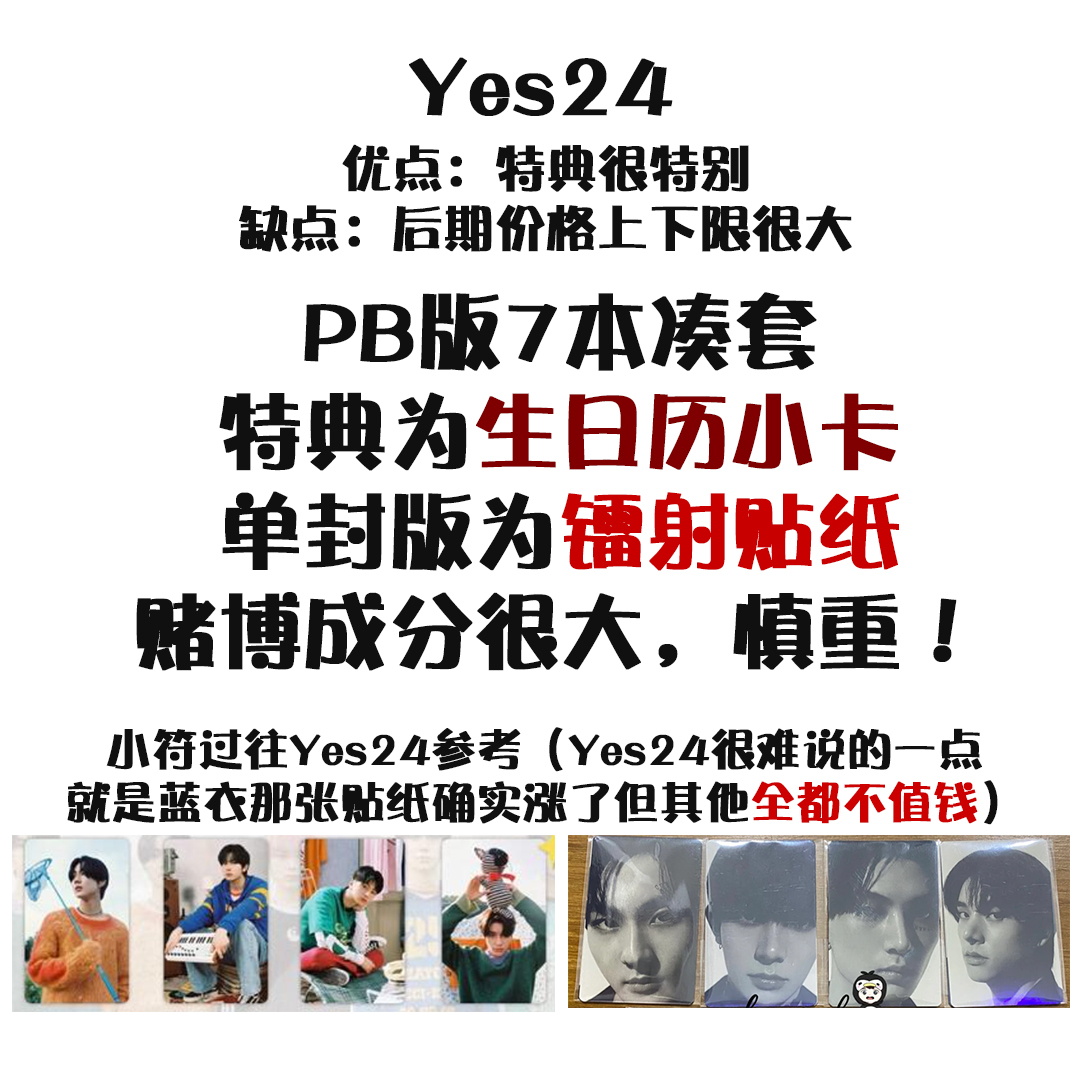 Yes24
优点：特典很特别
缺点：后期价格上下限很大
PB版7本凑套
特典为生日历小卡
单封版为镭射贴纸
赌博成分很大，慎重！
小符过往Yes24参考（Yes24很难说的一点
就是蓝衣那张贴纸确实涨了但其他全都不值钱）